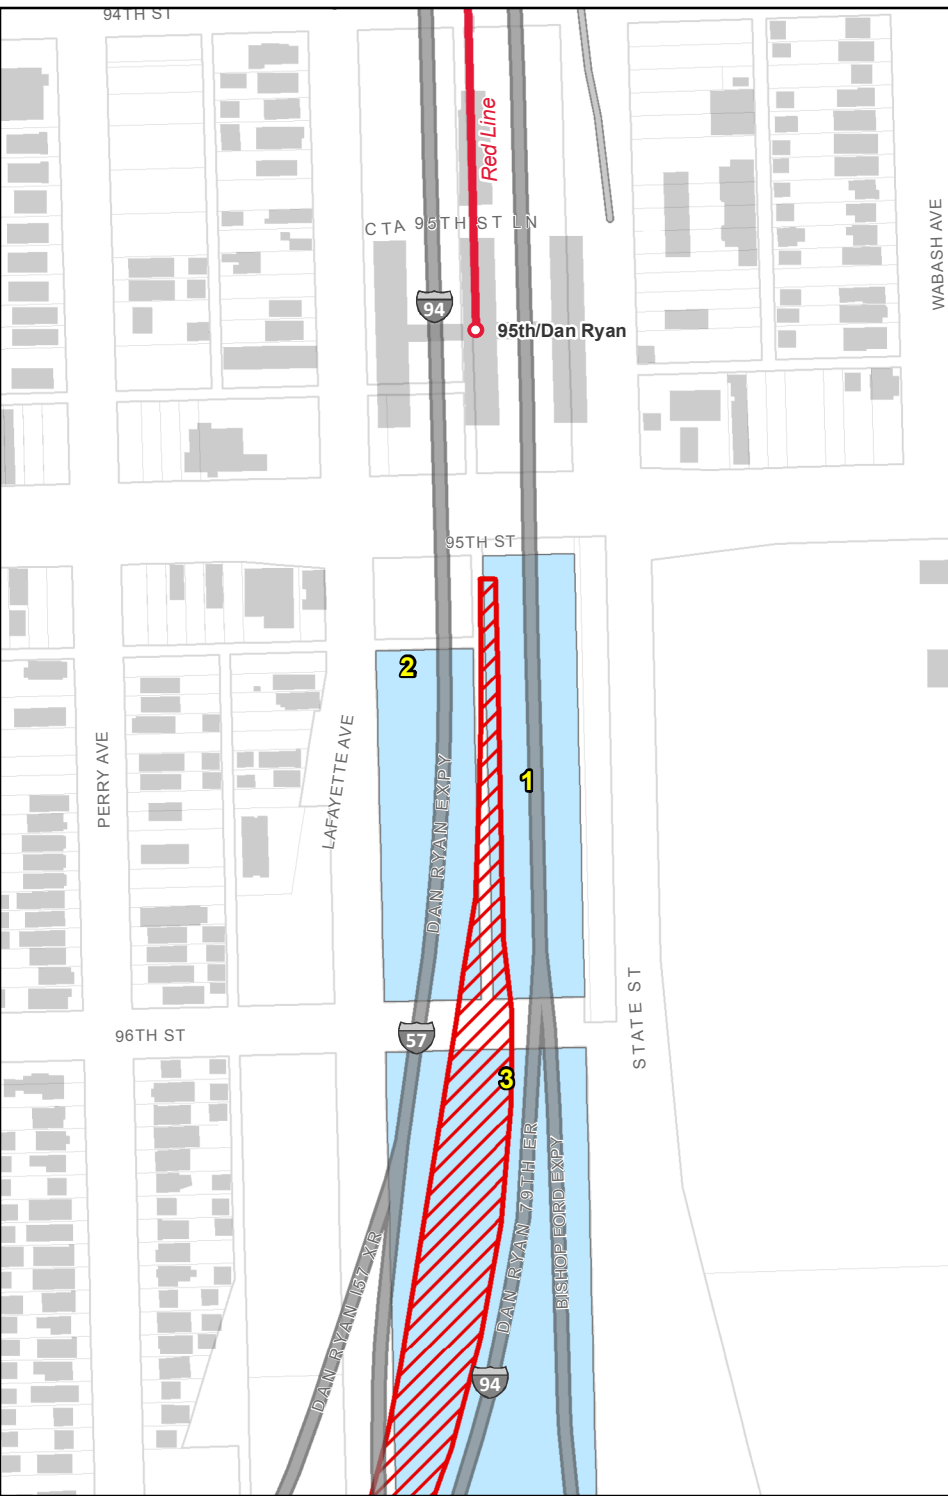 94TH ST
Red Line
WABASH AVE
CTA 95TH ST LN
94
95th/Dan Ryan
95TH ST
2
1
PERRY AVE
LAFAYETTE AVE
DAN RYAN EXPY
96TH ST
57
STATE ST
3
DAN RYAN 79TH ER
BISHOP FORD EXPY
DAN RYAN I57 XR
94